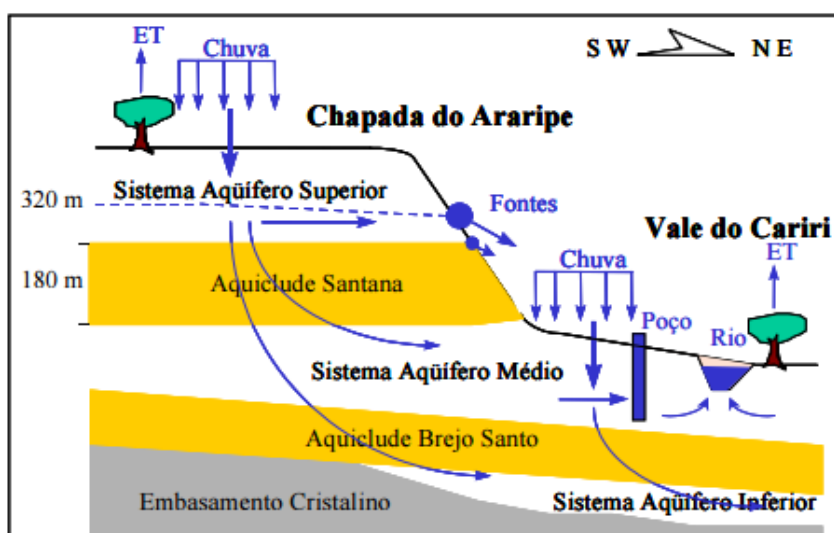 ET
Chuva
S W
N E
Chapada do Araripe
Sistema Aqüífero Superior
320 m
Fontes
Vale do Cariri
ET
Chuva
180 m
Aquiclude Santana
Poço
Rio
Sistema Aqüífero Médio
Aquiclude Brejo Santo
Embasamento Cristalino
Sistema Aqüífero Inferior